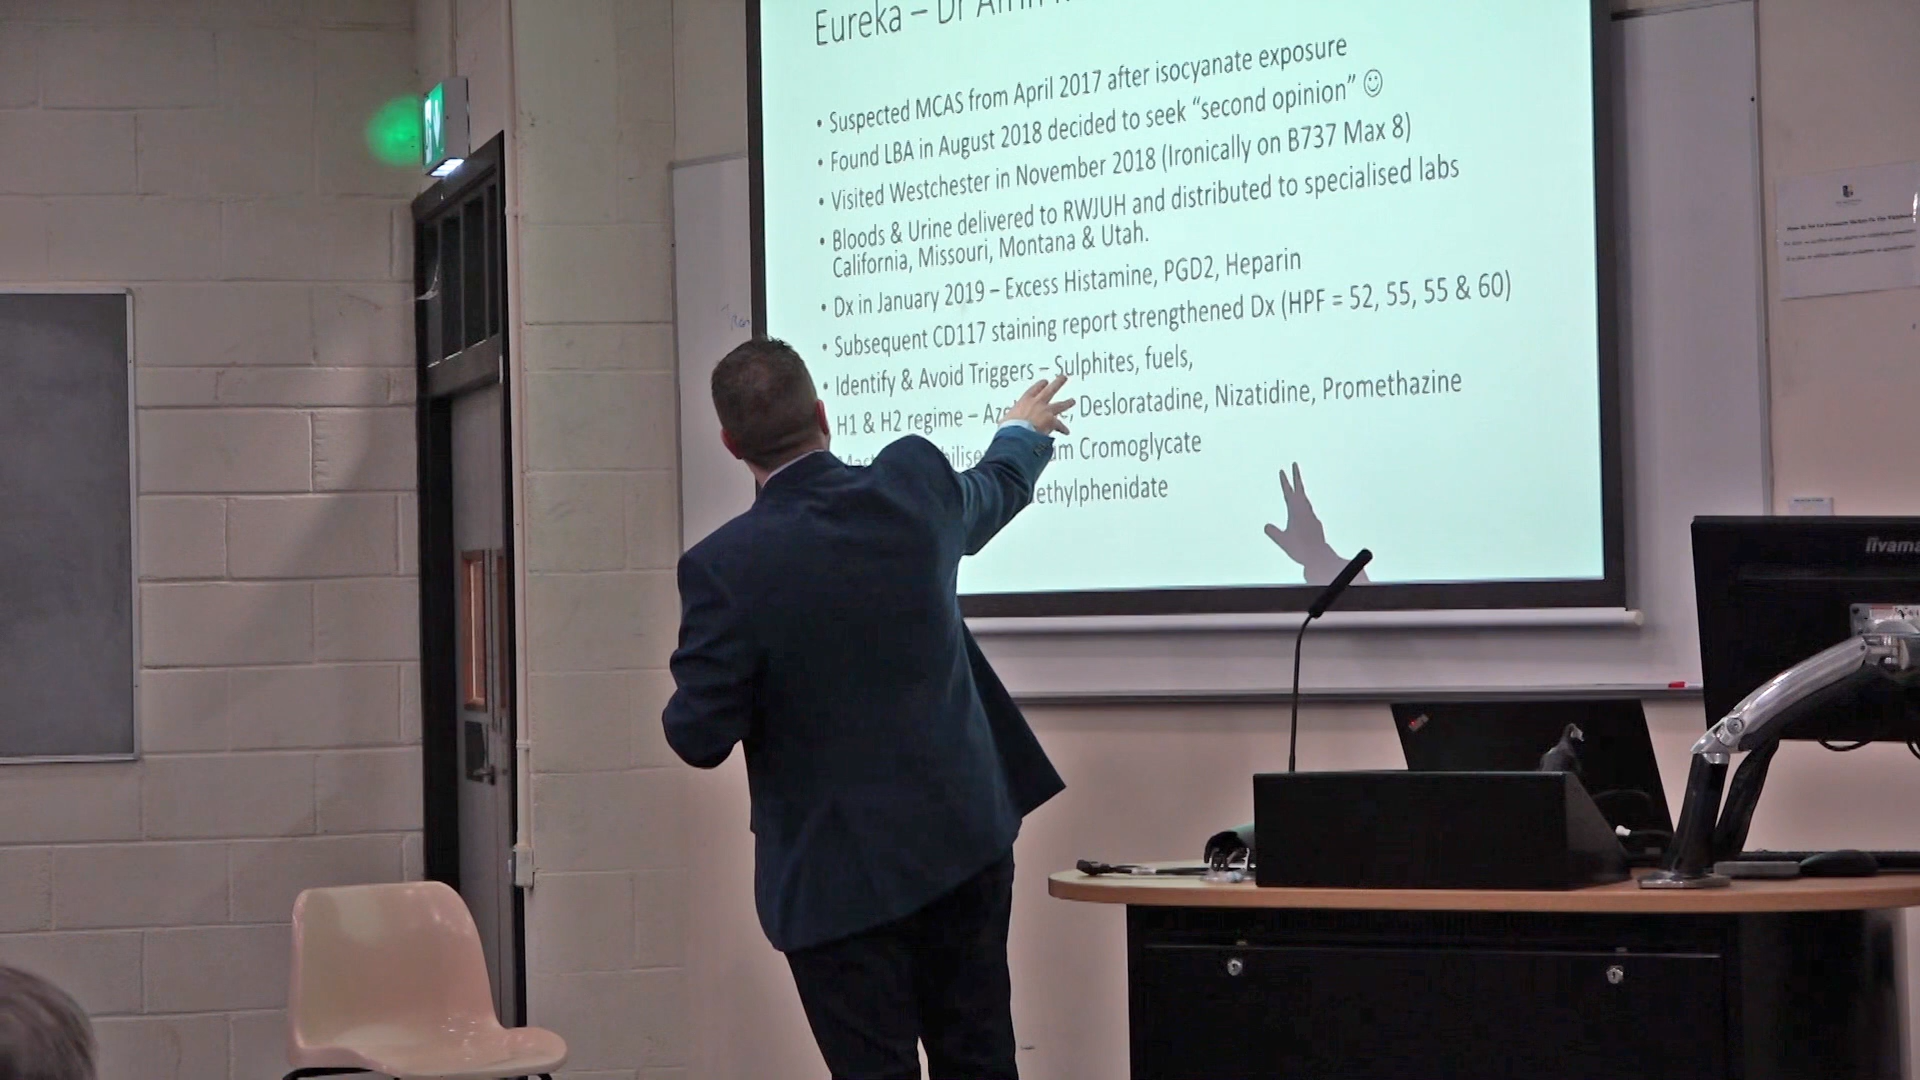 Eureka – Dr
• Suspected MCAS from April 2017 after isocyanate exposure
• Found LBA in August 2018 decided to seek “second opinion” ☺
• Visited Westchester in November 2018 (Ironically on B737 Max 8)
• Bloods & Urine delivered to RWJUH and distributed to specialised labs
California, Missouri, Montana & Utah.
• Dx in January 2019 – Excess Histamine, PGD2, Heparin
• Subsequent CD117 staining report strengthened Dx (HPF = 52, 55, 55 & 60)
• Identify & Avoid Triggers – Sulphites, fuels,
H1 & H2 regime – Desloratadine, Nizatidine, Promethazine
Cromoglycate
ethylphenidate
iiyama